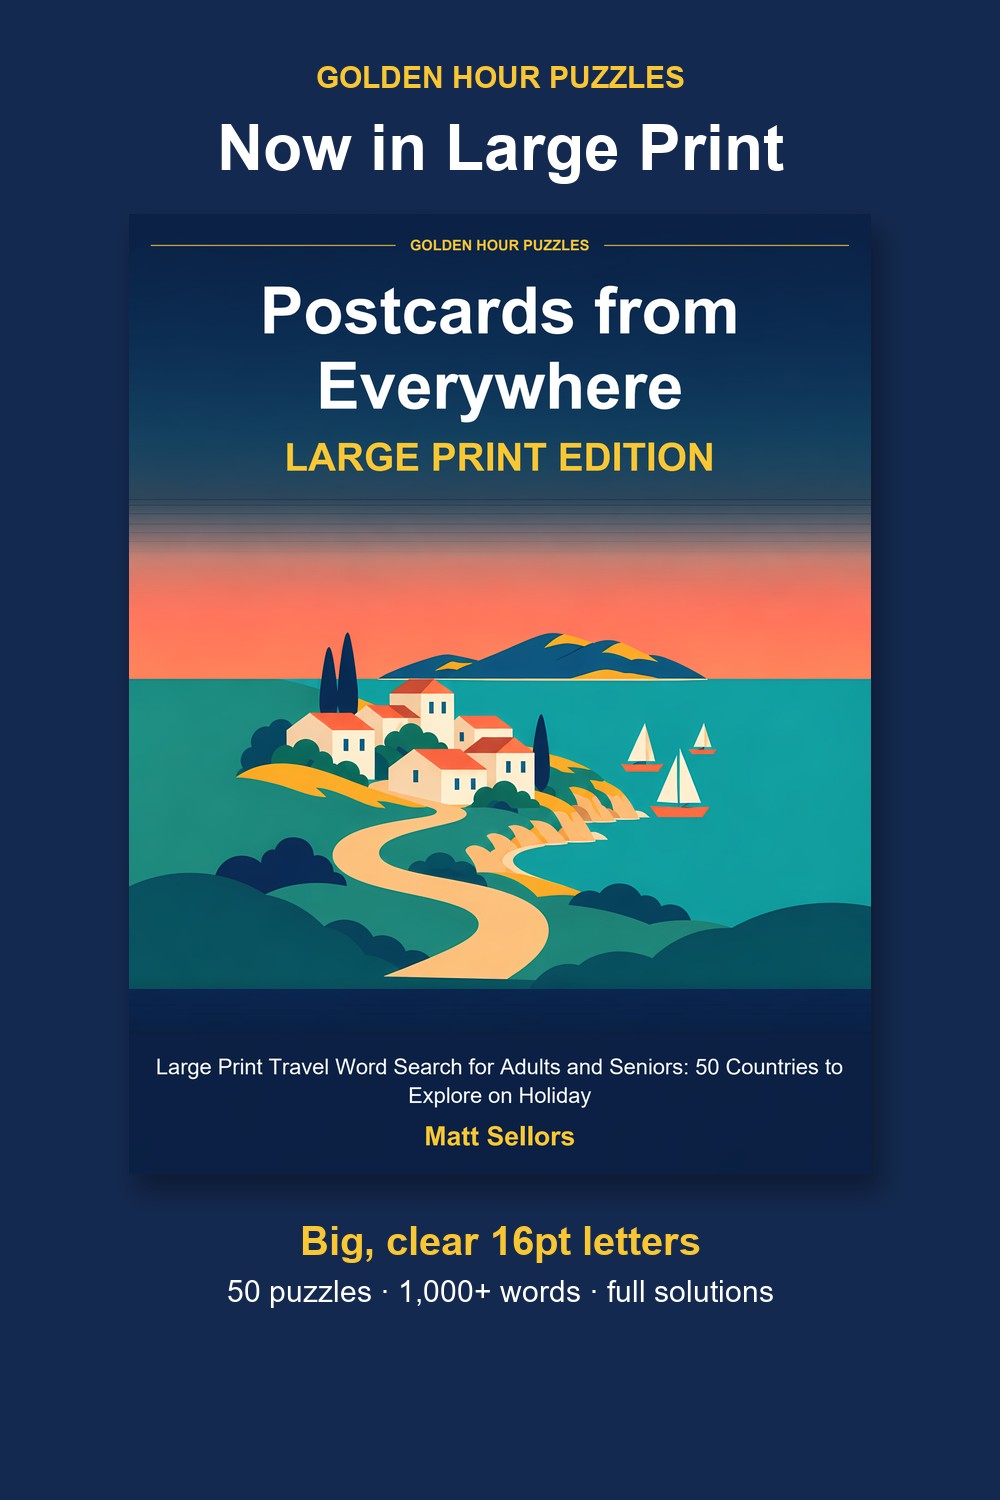 GOLDEN HOUR PUZZLES
Now in Large Print
GOLDEN HOUR PUZZLES
Postcards from
Everywhere
LARGE PRINT EDITION
Large Print Travel Word Search for Adults and Seniors: 50 Countries to
Explore on Holiday
Matt Sellors
Big, clear 16pt letters
50 puzzles · 1,000+ words · full solutions